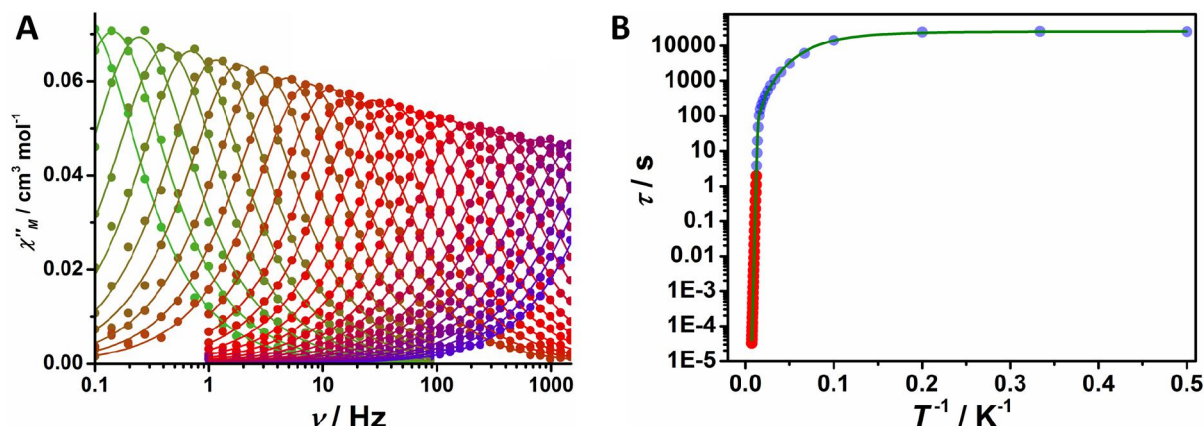 A
χ''M / cm³ mol⁻¹
0.06
0.04
0.02
0.00
0.1 1 10 100 1000
ν / Hz
B
τ / s
10000
1000
100
10
1
0.1
0.01
1E-3
1E-4
1E-5
0.0 0.1 0.2 0.3 0.4 0.5
T⁻¹ / K⁻¹